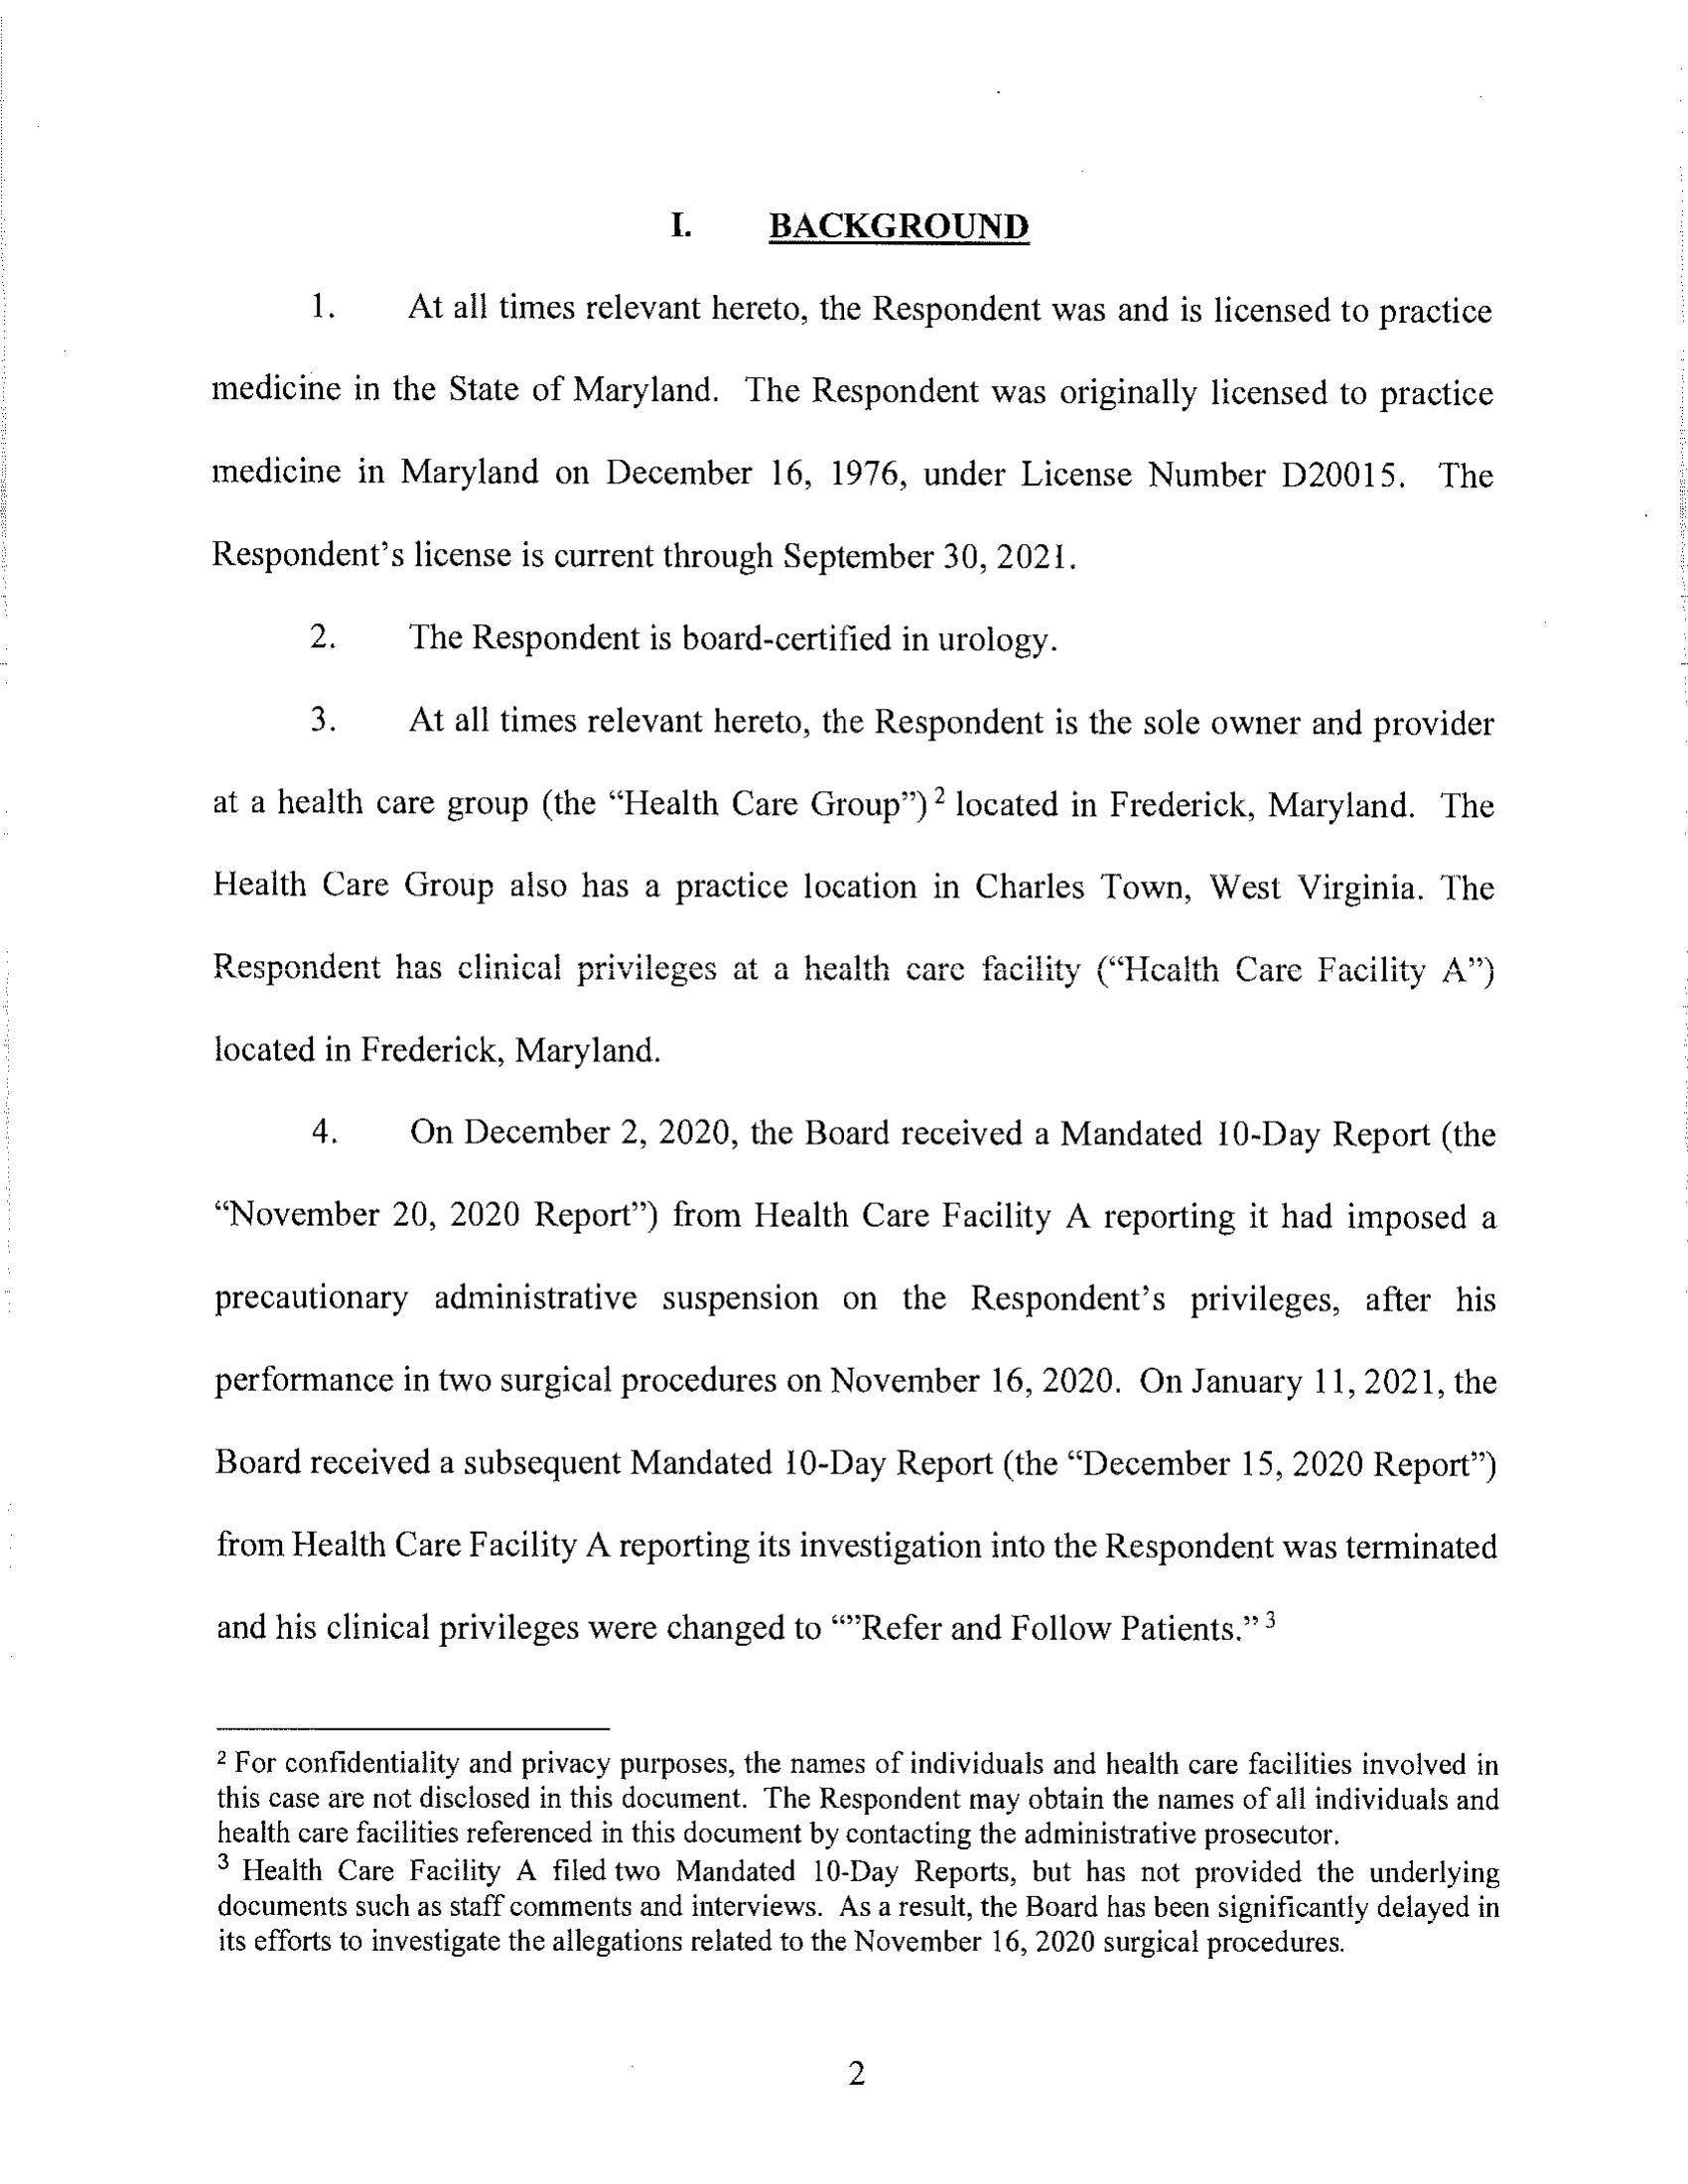 I. BACKGROUND
1. At all times relevant hereto, the Respondent was and is licensed to practice
medicine in the State of Maryland. The Respondent was originally licensed to practice
medicine in Maryland on December 16, 1976, under License Number D20015. The
Respondent's license is current through September 30, 2021.
2. The Respondent is board-certified in urology.
3. At all times relevant hereto, the Respondent is the sole owner and provider
at a health care group (the “Health Care Group”) 2 located in Frederick, Maryland. The
Health Care Group also has a practice location in Charles Town, West Virginia. The
Respondent has clinical privileges at a health care facility (“Health Care Facility A”)
located in Frederick, Maryland.
4. On December 2, 2020, the Board received a Mandated 10-Day Report (the
“November 20, 2020 Report”) from Health Care Facility A reporting it had imposed a
precautionary administrative suspension on the Respondent's privileges, after his
performance in two surgical procedures on November 16, 2020. On January 11, 2021, the
Board received a subsequent Mandated 10-Day Report (the “December 15, 2020 Report”)
from Health Care Facility A reporting its investigation into the Respondent was terminated
and his clinical privileges were changed to “”Refer and Follow Patients.” 3
2 For confidentiality and privacy purposes, the names of individuals and health care facilities involved in
this case are not disclosed in this document. The Respondent may obtain the names of all individuals and
health care facilities referenced in this document by contacting the administrative prosecutor.
3 Health Care Facility A filed two Mandated 10-Day Reports, but has not provided the underlying
documents such as staff comments and interviews. As a result, the Board has been significantly delayed in
its efforts to investigate the allegations related to the November 16, 2020 surgical procedures.
2